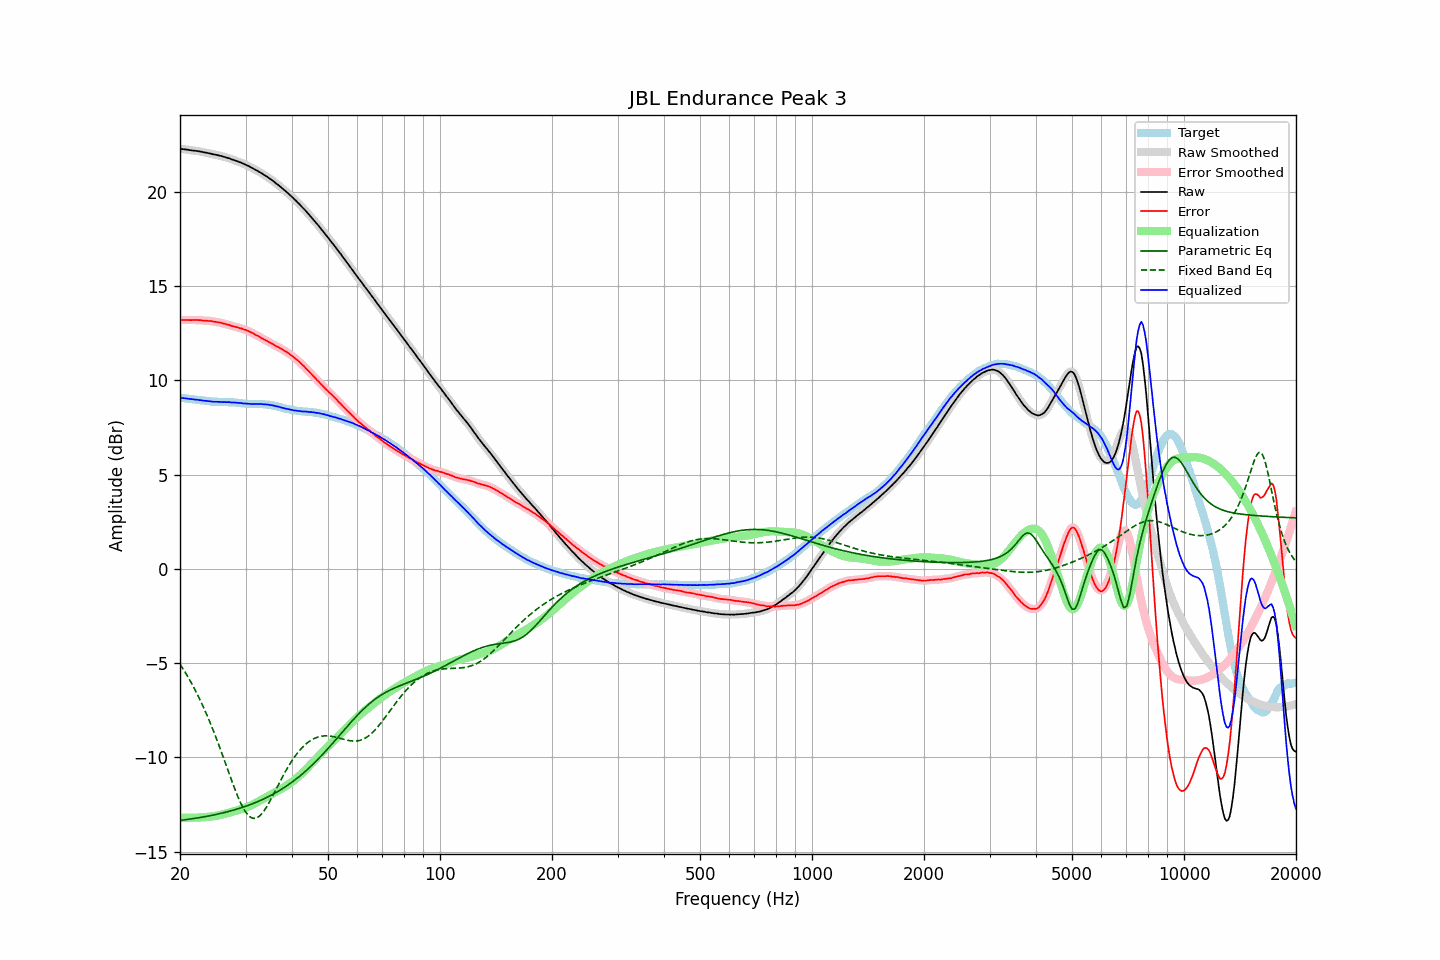 JBL Endurance Peak 3
Target
Raw Smoothed
Error Smoothed
Raw
Error
Equalization
Parametric Eq
Fixed Band Eq
Equalized
Amplitude (dBr)
20
15
10
5
0
−5
−10
−15
20
50
100
200
500
1000
2000
5000
10000
20000
Frequency (Hz)